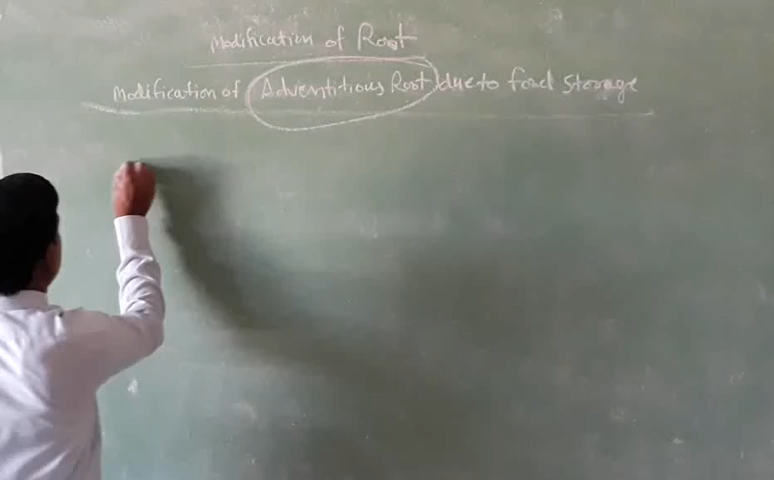 Modification of Root
Modification of Adventitious Root due to food storage